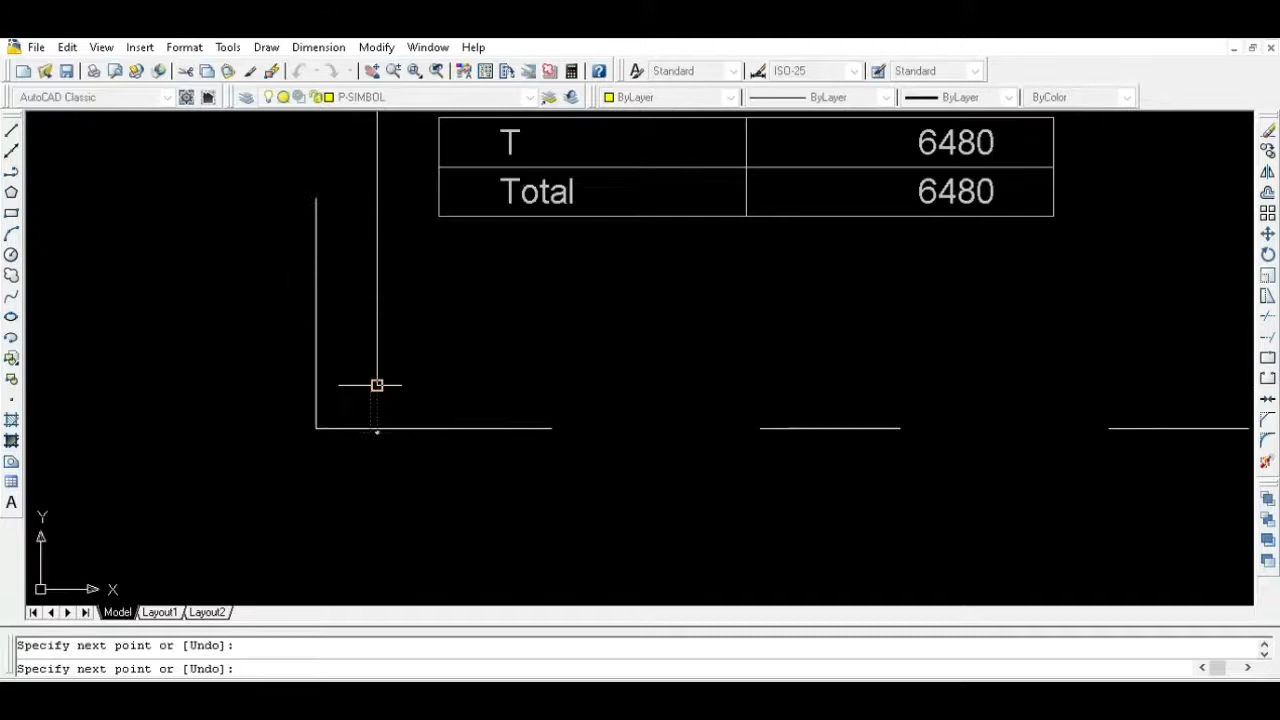 File Edit View Insert Format Tools Draw Dimension Modify Window Help
Standard ISO-25 Standard
AutoCAD Classic P-SIMBOL ByLayer ByLayer ByLayer ByColor
T 6480
Total 6480
A
Y
X
Model Layout1 Layout2
Specify next point or [Undo]:
Specify next point or [Undo]: